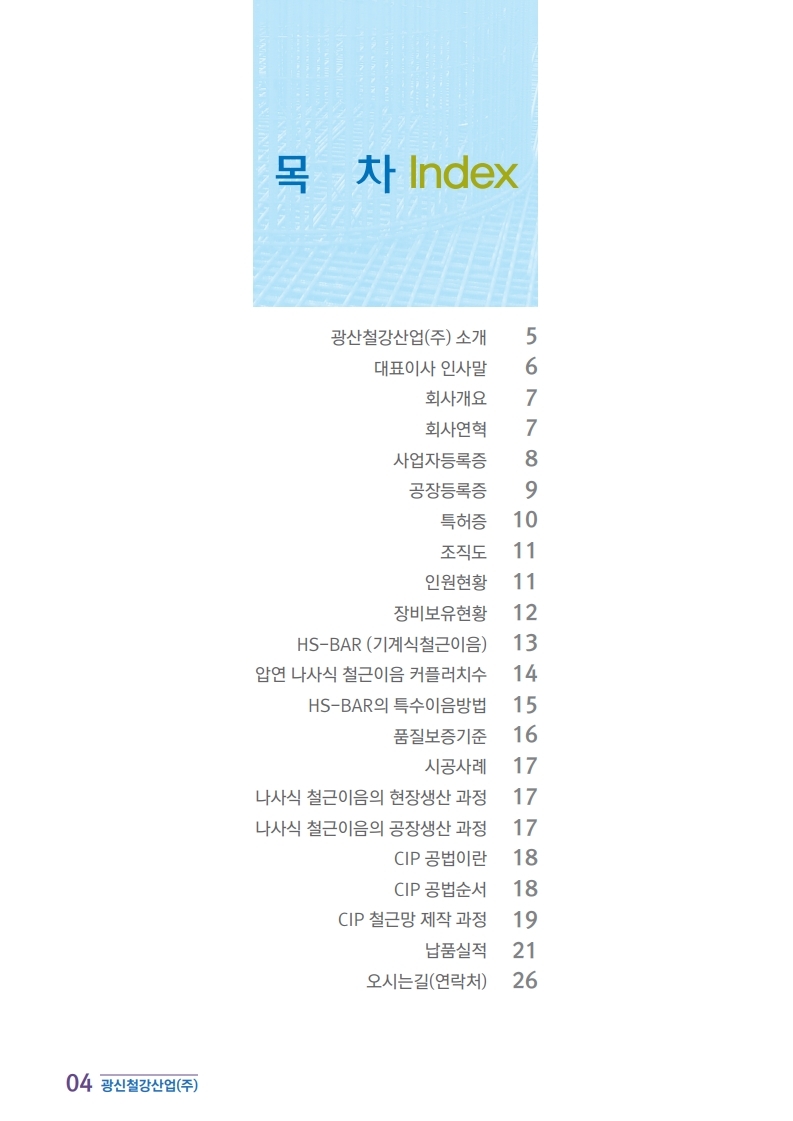 목 차 Index
광산철강산업(주) 소개 5
대표이사 인사말 6
회사개요 7
회사연혁 7
사업자등록증 8
공장등록증 9
특허증 10
조직도 11
인원현황 11
장비보유현황 12
HS-BAR (기계식철근이음) 13
압연 나사식 철근이음 커플러치수 14
HS-BAR의 특수이음방법 15
품질보증기준 16
시공사례 17
나사식 철근이음의 현장생산 과정 17
나사식 철근이음의 공장생산 과정 17
CIP 공법이란 18
CIP 공법순서 18
CIP 철근망 제작 과정 19
납품실적 21
오시는길(연락처) 26
04 광신철강산업(주)